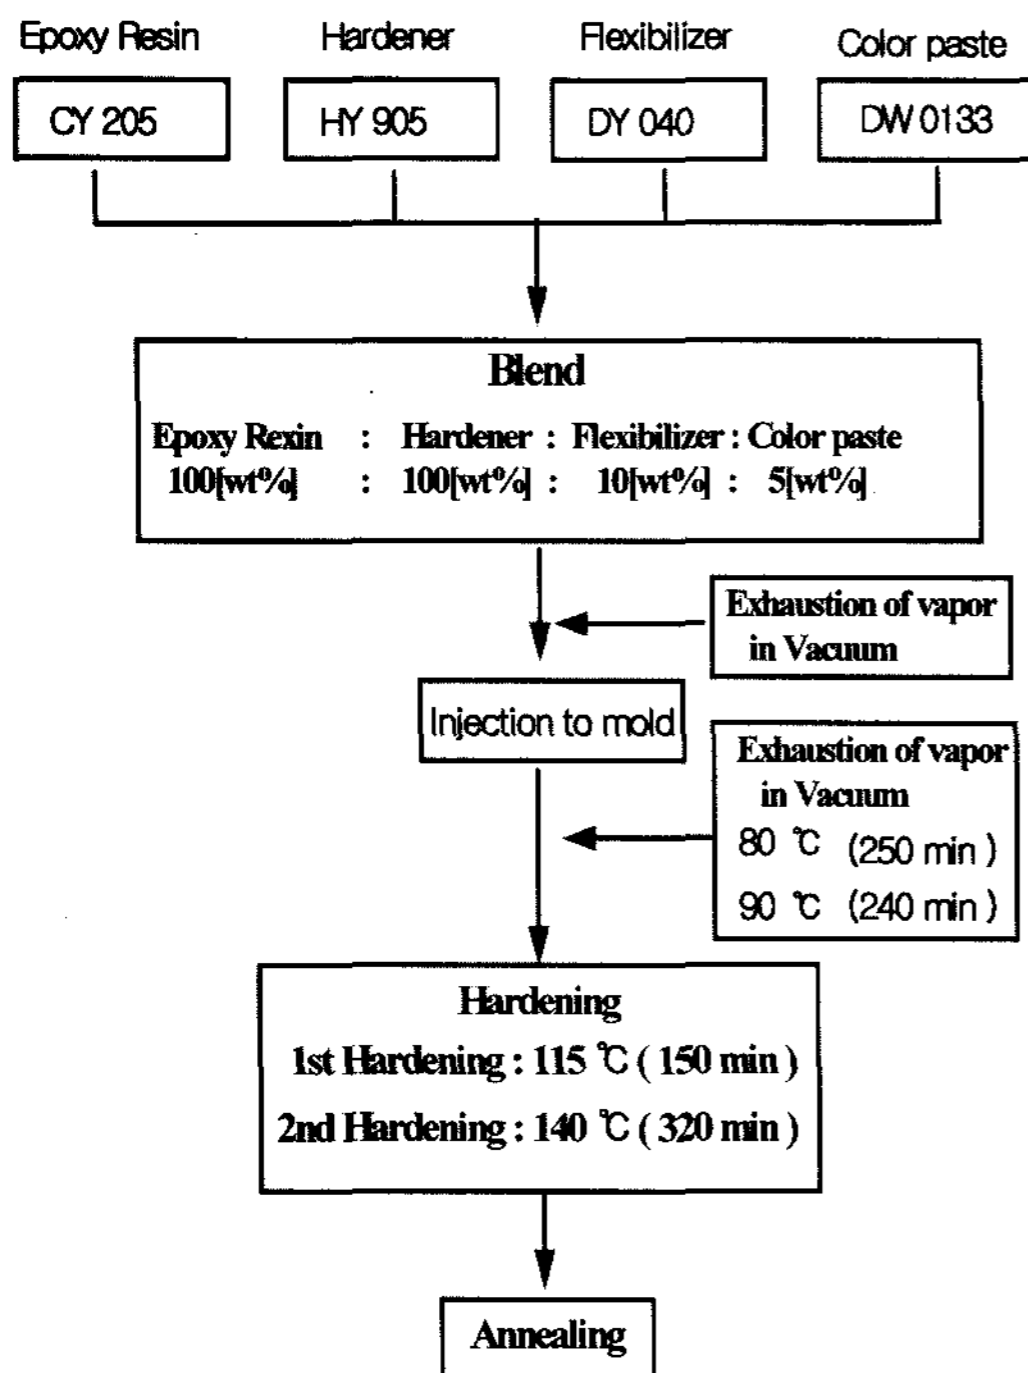 Epoxy Resin Hardener Flexibilizer Color paste
CY 205 HY 905 DY 040 DW 0133
Blend
Epoxy Rexin : Hardener : Flexibilizer : Color paste
100[wt%] : 100[wt%] : 10[wt%] : 5[wt%]
Exhaustion of vapor
in Vacuum
Injection to mold
Exhaustion of vapor
in Vacuum
80 ℃ (250 min )
90 ℃ (240 min )
Hardening
1st Hardening : 115 ℃ ( 150 min )
2nd Hardening : 140 ℃ ( 320 min )
Annealing